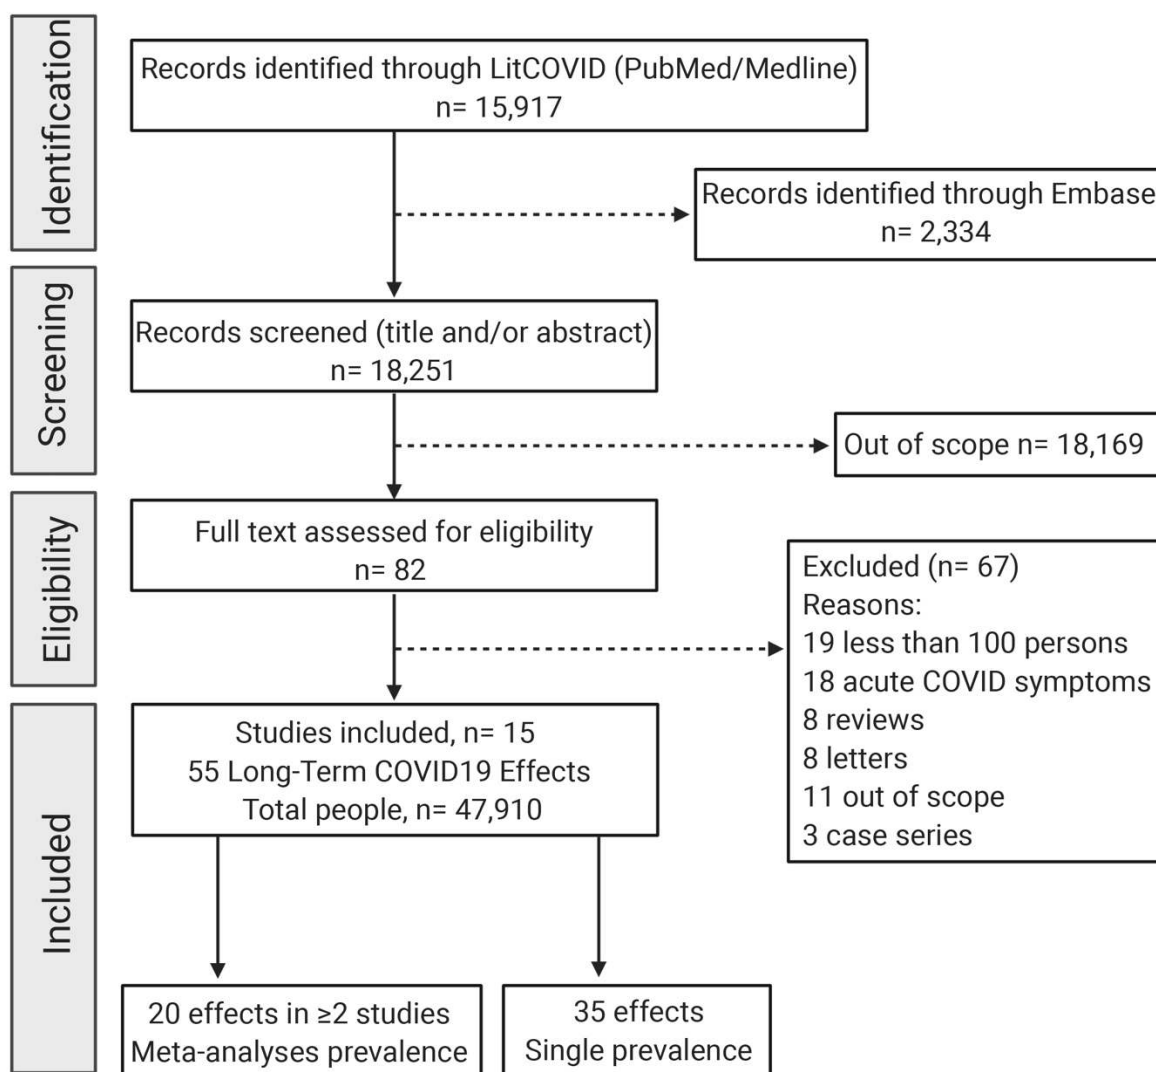 Identification
Records identified through LitCOVID (PubMed/Medline)
n= 15,917
Records identified through Embase
n= 2,334
Screening
Records screened (title and/or abstract)
n= 18,251
Out of scope n= 18,169
Eligibility
Full text assessed for eligibility
n= 82
Excluded (n= 67)
Reasons:
19 less than 100 persons
18 acute COVID symptoms
8 reviews
8 letters
11 out of scope
3 case series
Included
Studies included, n= 15
55 Long-Term COVID19 Effects
Total people, n= 47,910
20 effects in ≥2 studies
Meta-analyses prevalence
35 effects
Single prevalence